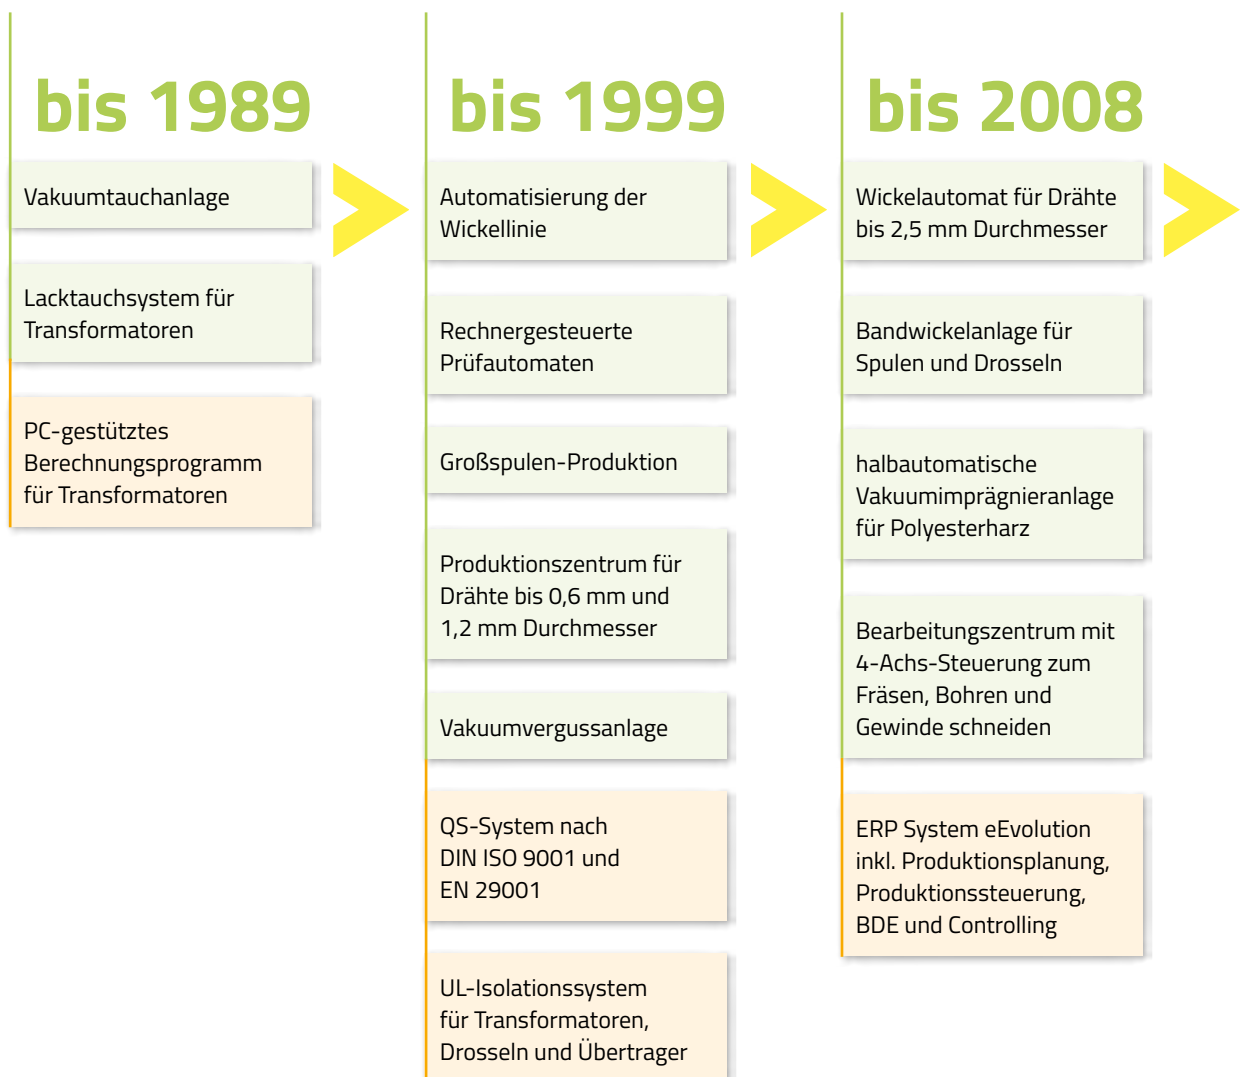 bis 1989
Vakuumtauchanlage
Lacktauchsystem für
Transformatoren
PC-gestütztes
Berechnungsprogramm
für Transformatoren
bis 1999
Automatisierung der
Wickellinie
Rechnergesteuerte
Prüfautomaten
Großspulen-Produktion
Produktionszentrum für
Drähte bis 0,6 mm und
1,2 mm Durchmesser
Vakuumvergussanlage
QS-System nach
DIN ISO 9001 und
EN 29001
UL-Isolationssystem
für Transformatoren,
Drosseln und Übertrager
bis 2008
Wickelautomat für Drähte
bis 2,5 mm Durchmesser
Bandwickelanlage für
Spulen und Drosseln
halbautomatische
Vakuumimprägnieranlage
für Polyesterharz
Bearbeitungszentrum mit
4-Achs-Steuerung zum
Fräsen, Bohren und
Gewinde schneiden
ERP System eEvolution
inkl. Produktionsplanung,
Produktionssteuerung,
BDE und Controlling